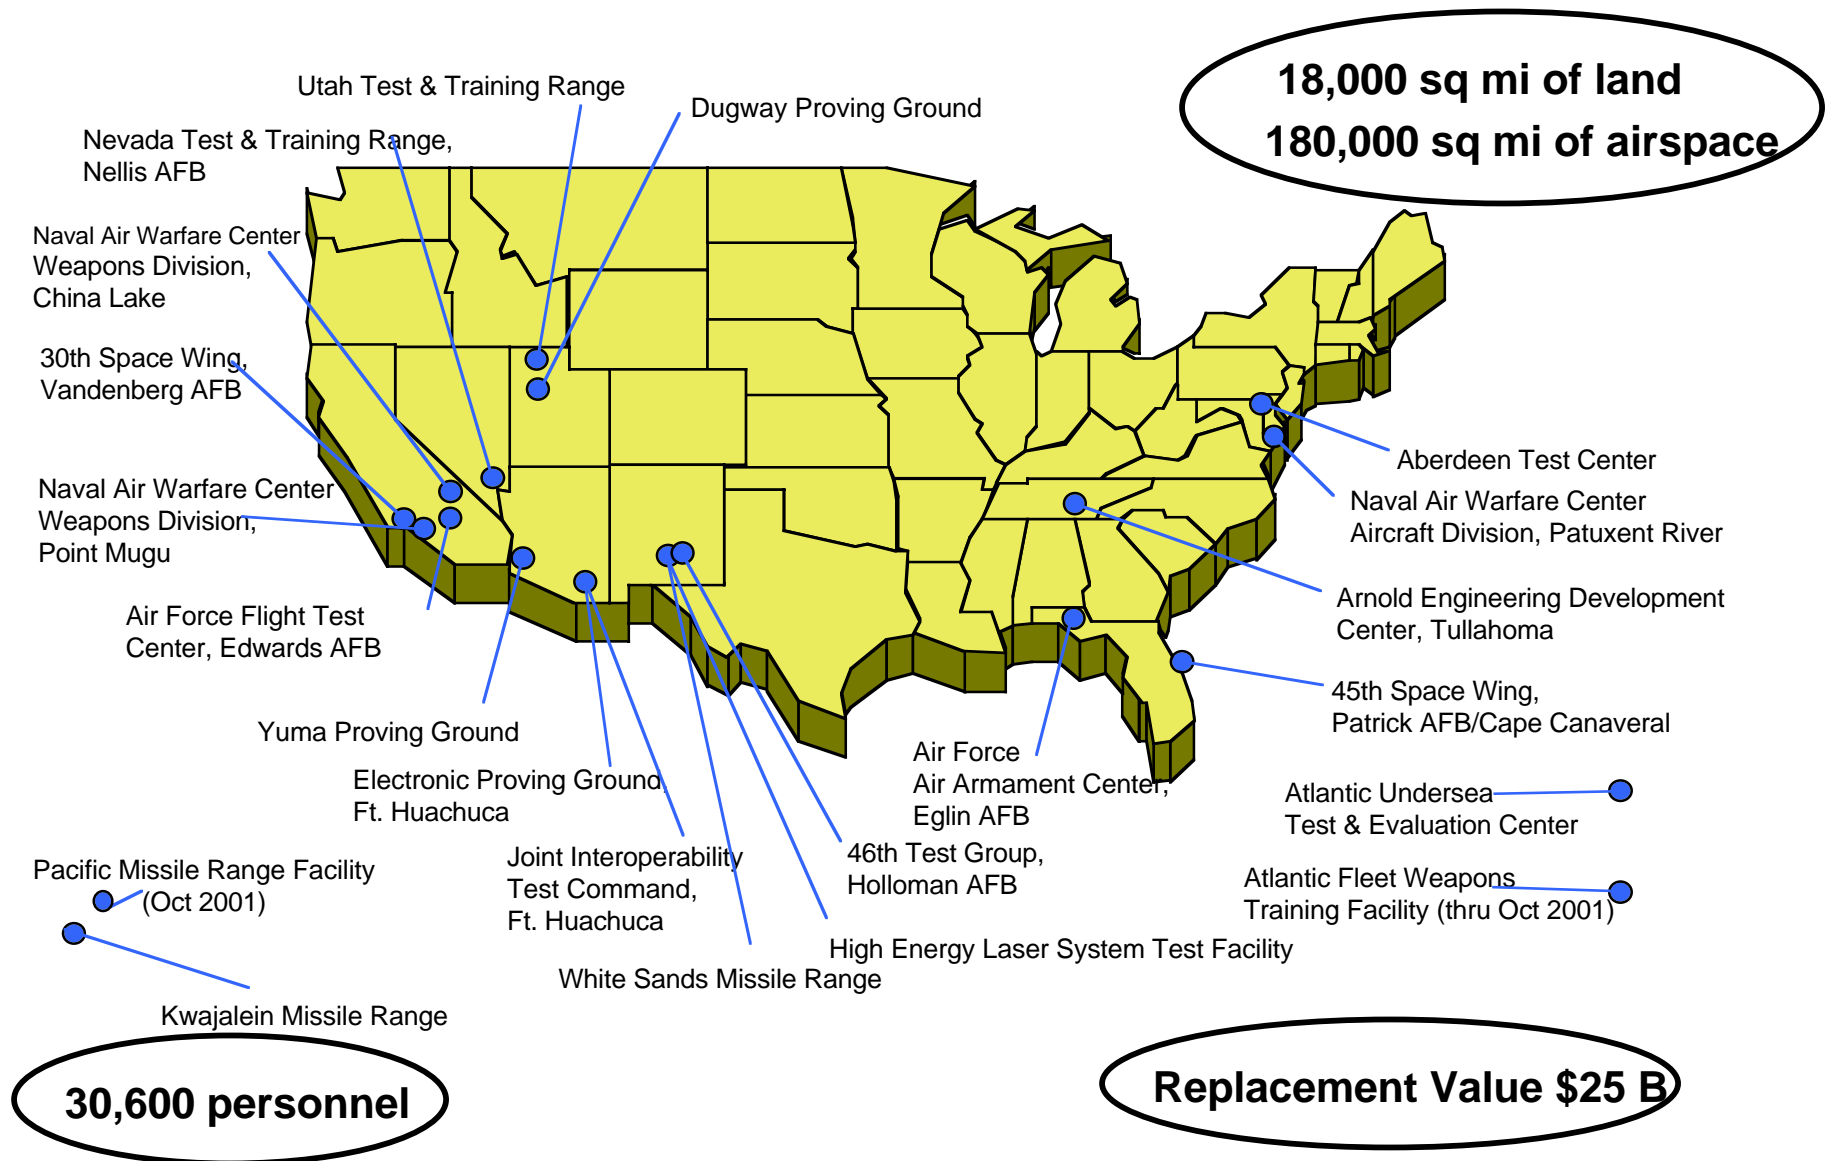 18,000 sq mi of land
180,000 sq mi of airspace
Utah Test & Training Range
Dugway Proving Ground
Nevada Test & Training Range,
Nellis AFB
Naval Air Warfare Center
Weapons Division,
China Lake
30th Space Wing,
Vandenberg AFB
Naval Air Warfare Center
Weapons Division,
Point Mugu
Air Force Flight Test
Center, Edwards AFB
Yuma Proving Ground
Electronic Proving Ground,
Ft. Huachuca
Joint Interoperability
Test Command,
Ft. Huachuca
White Sands Missile Range
High Energy Laser System Test Facility
46th Test Group,
Holloman AFB
Air Force
Air Armament Center,
Eglin AFB
Aberdeen Test Center
Naval Air Warfare Center
Aircraft Division, Patuxent River
Arnold Engineering Development
Center, Tullahoma
45th Space Wing,
Patrick AFB/Cape Canaveral
Atlantic Undersea
Test & Evaluation Center
Atlantic Fleet Weapons
Training Facility (thru Oct 2001)
Pacific Missile Range Facility
(Oct 2001)
Kwajalein Missile Range
30,600 personnel
Replacement Value $25 B